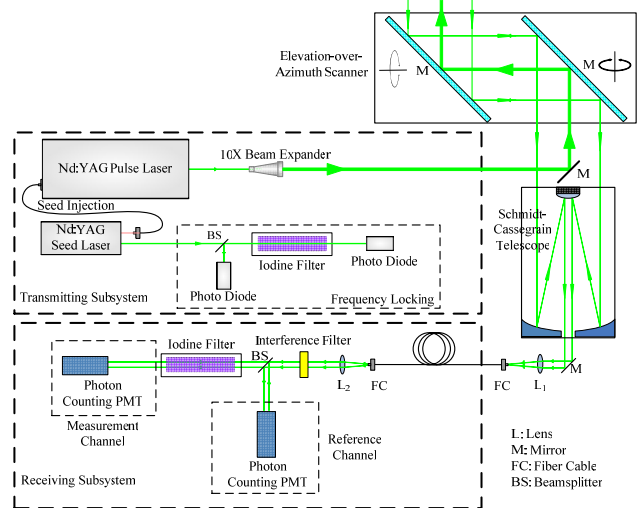 Elevation-over-
Azimuth Scanner
M
M
Nd:YAG Pulse Laser
10X Beam Expander
M
Seed Injection
Nd:YAG
Seed Laser
BS
Iodine Filter
Photo Diode
Photo Diode
Transmitting Subsystem
Frequency Locking
Schmidt-
Cassegrain
Telescope
Iodine Filter
BS
Interference Filter
L2
FC
FC
L1
M
Photon
Counting PMT
Measurement
Channel
Photon
Counting PMT
Reference
Channel
Receiving Subsystem
L: Lens
M: Mirror
FC: Fiber Cable
BS: Beamsplitter